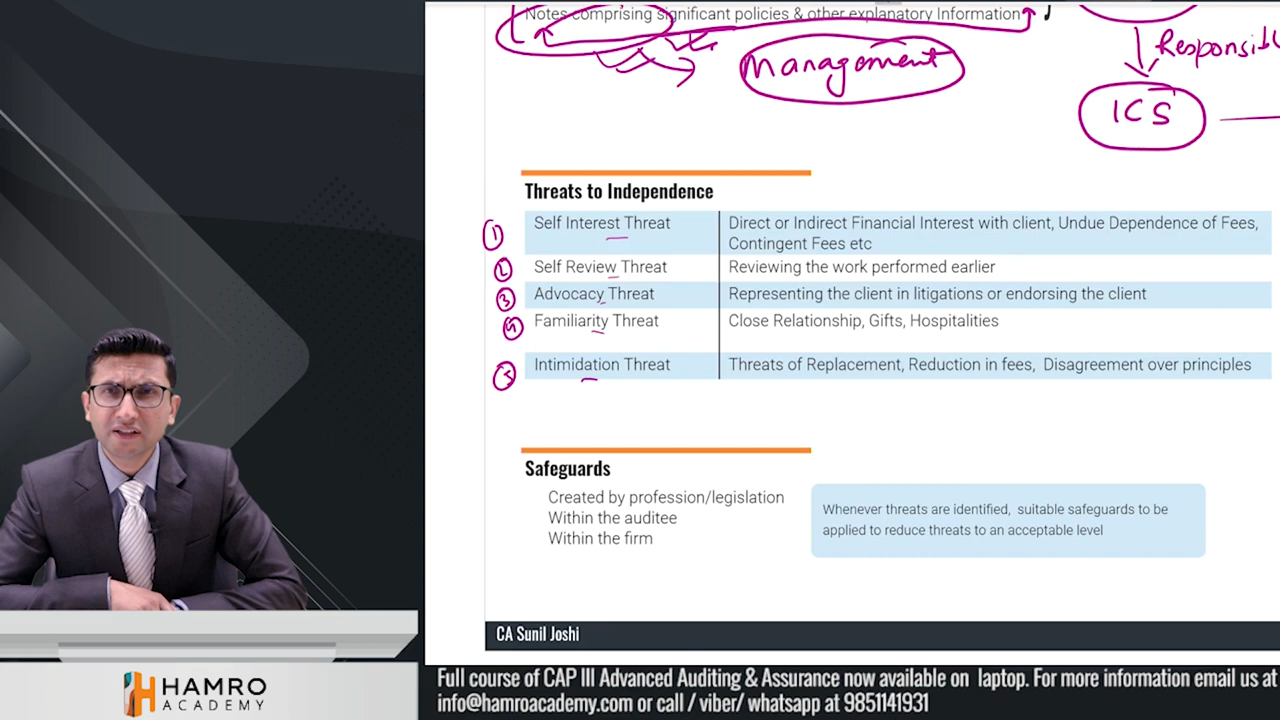 Notes comprising significant policies & other explanatory Information
Management
Responsibl
ICS
Threats to Independence
1 Self Interest Threat Direct or Indirect Financial Interest with client, Undue Dependence of Fees,
Contingent Fees etc
2 Self Review Threat Reviewing the work performed earlier
3 Advocacy Threat Representing the client in litigations or endorsing the client
4 Familiarity Threat Close Relationship, Gifts, Hospitalities
5 Intimidation Threat Threats of Replacement, Reduction in fees, Disagreement over principles
Safeguards
Created by profession/legislation
Within the auditee
Within the firm
Whenever threats are identified, suitable safeguards to be
applied to reduce threats to an acceptable level
CA Sunil Joshi
HAMRO
ACADEMY
Full course of CAP III Advanced Auditing & Assurance now available on laptop. For more information email us at
info@hamroacademy.com or call / viber/ whatsapp at 9851141931